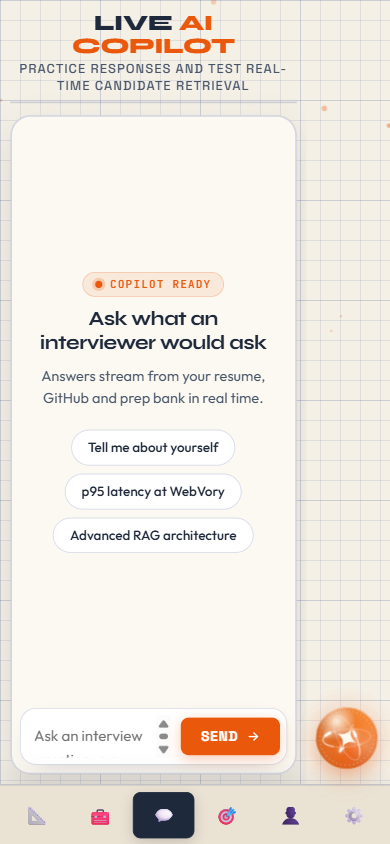 LIVE AI
COPILOT
PRACTICE RESPONSES AND TEST REAL-
TIME CANDIDATE RETRIEVAL
COPILOT READY
Ask what an
interviewer would ask
Answers stream from your resume,
GitHub and prep bank in real time.
Tell me about yourself
p95 latency at WebVory
Advanced RAG architecture
Ask an interview
SEND →